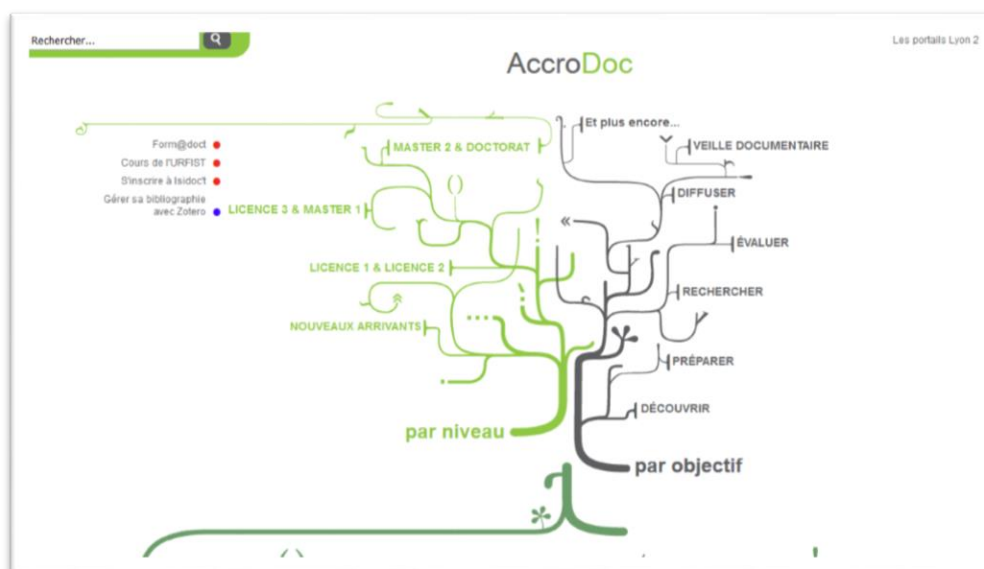 Rechercher...
Les portails Lyon 2
AccroDoc
Et plus encore...
MASTER 2 & DOCTORAT
VEILLE DOCUMENTAIRE
Form@doct
Cours de l'URFIST
S'inscrire à Isidoc't
Gérer sa bibliographie
avec Zotero
DIFFUSER
LICENCE 3 & MASTER 1
ÉVALUER
LICENCE 1 & LICENCE 2
RECHERCHER
NOUVEAUX ARRIVANTS
PRÉPARER
DÉCOUVRIR
par niveau
par objectif